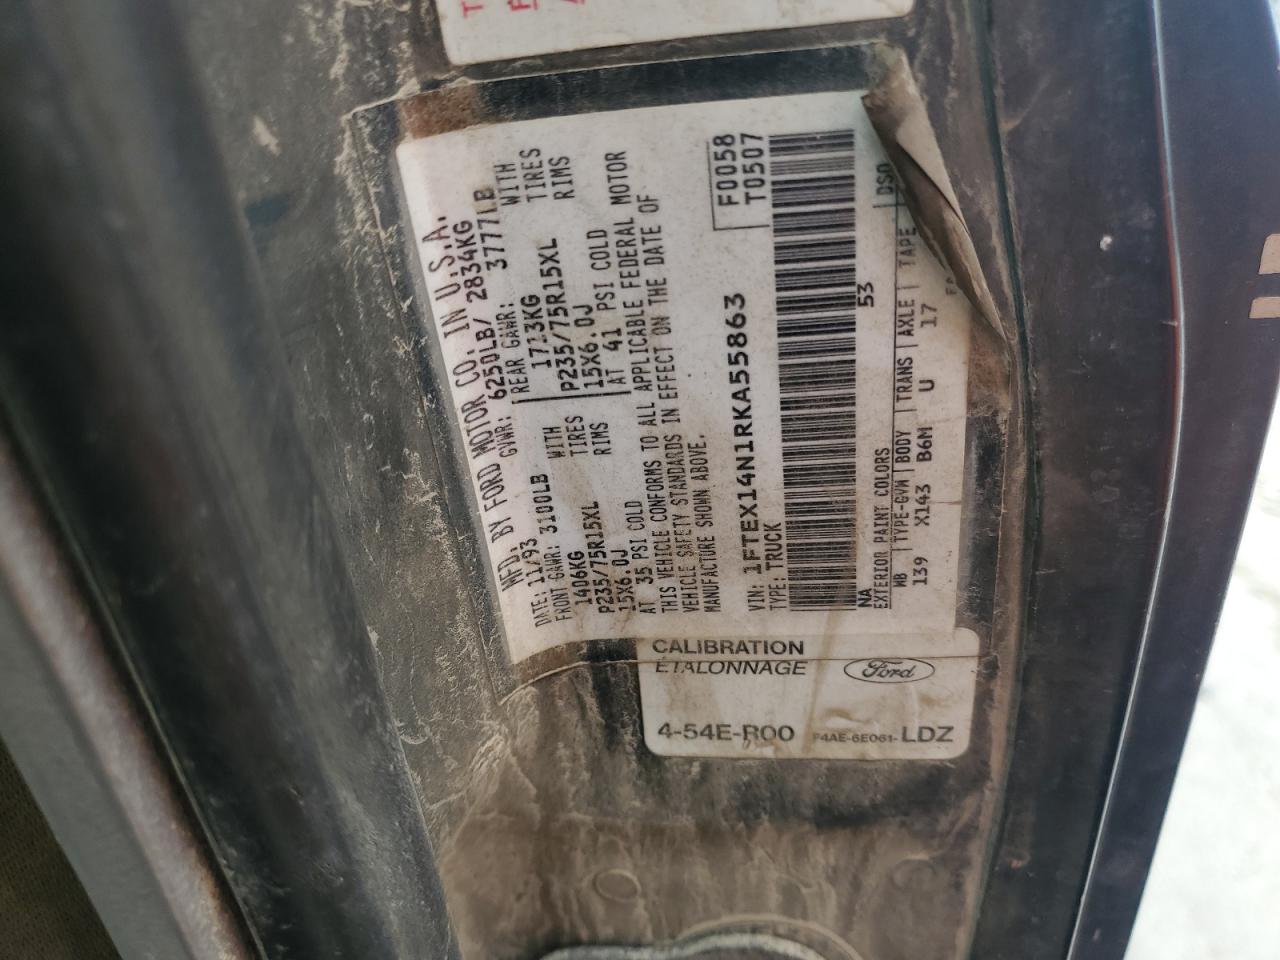 MFD. BY FORD MOTOR CO. IN U.S.A.
DATE: 11/93 GVWR: 6250LB/ 2834KG
FRONT GAWR: 3100LB REAR GAWR: 3777LB
1406KG WITH 1713KG WITH
P235/75R15XL TIRES P235/75R15XL TIRES
15X6.0J RIMS 15X6.0J RIMS
AT 35 PSI COLD AT 41 PSI COLD
THIS VEHICLE CONFORMS TO ALL APPLICABLE FEDERAL MOTOR
VEHICLE SAFETY STANDARDS IN EFFECT ON THE DATE OF
MANUFACTURE SHOWN ABOVE.
F0058
T0507
VIN: 1FTEX14N1RKA55863
TYPE: TRUCK
NA 53
EXTERIOR PAINT COLORS DSO
WB TYPE-GVW BODY TRANS AXLE TAPE
139 X143 B6M U 17
CALIBRATION
ETALONNAGE
Ford
4-54E-R00 F4AE-6E061-LDZ